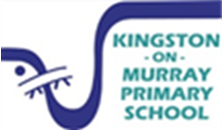 KINGSTON
- ON -
MURRAY
PRIMARY
SCHOOL